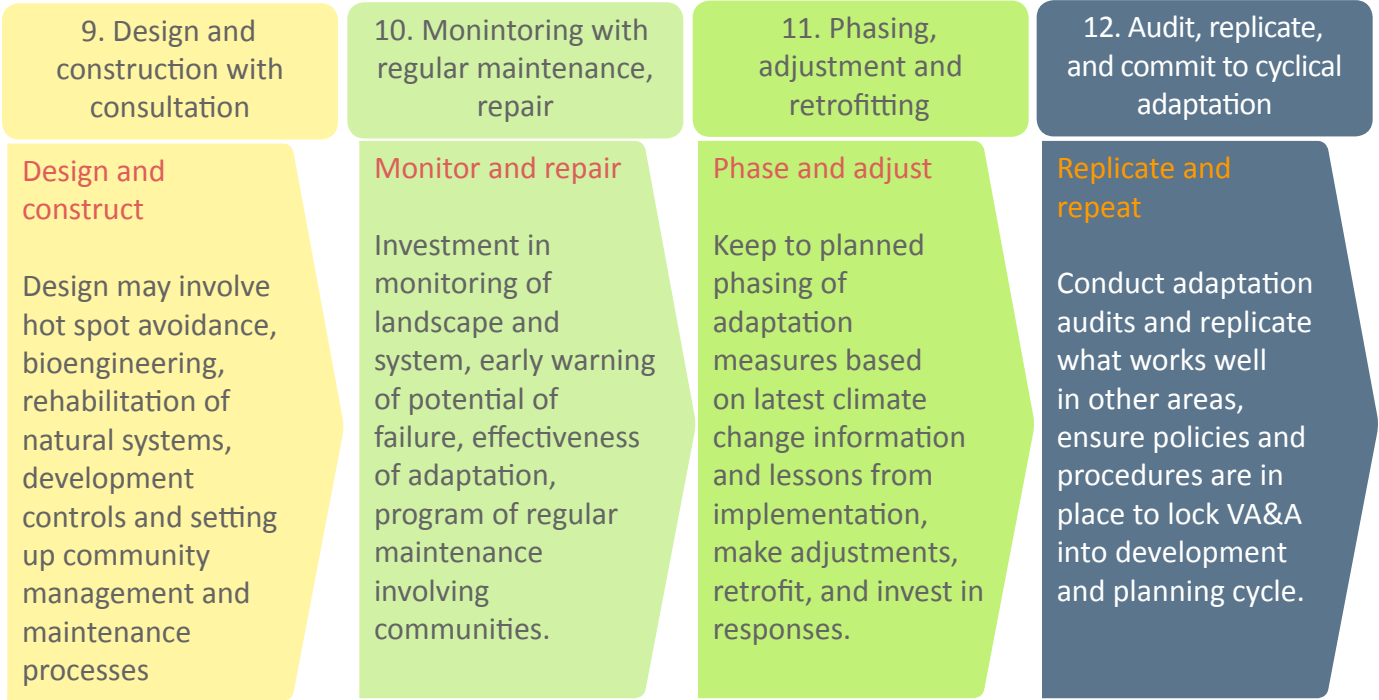 9. Design and
construction with
consultation
Design and
construct
Design may involve
hot spot avoidance,
bioengineering,
rehabilitation of
natural systems,
development
controls and setting
up community
management and
maintenance
processes
10. Monintoring with
regular maintenance,
repair
Monitor and repair
Investment in
monitoring of
landscape and
system, early warning
of potential of
failure, effectiveness
of adaptation,
program of regular
maintenance
involving
communities.
11. Phasing,
adjustment and
retrofitting
Phase and adjust
Keep to planned
phasing of
adaptation
measures based
on latest climate
change information
and lessons from
implementation,
make adjustments,
retrofit, and invest in
responses.
12. Audit, replicate,
and commit to cyclical
adaptation
Replicate and
repeat
Conduct adaptation
audits and replicate
what works well
in other areas,
ensure policies and
procedures are in
place to lock VA&A
into development
and planning cycle.